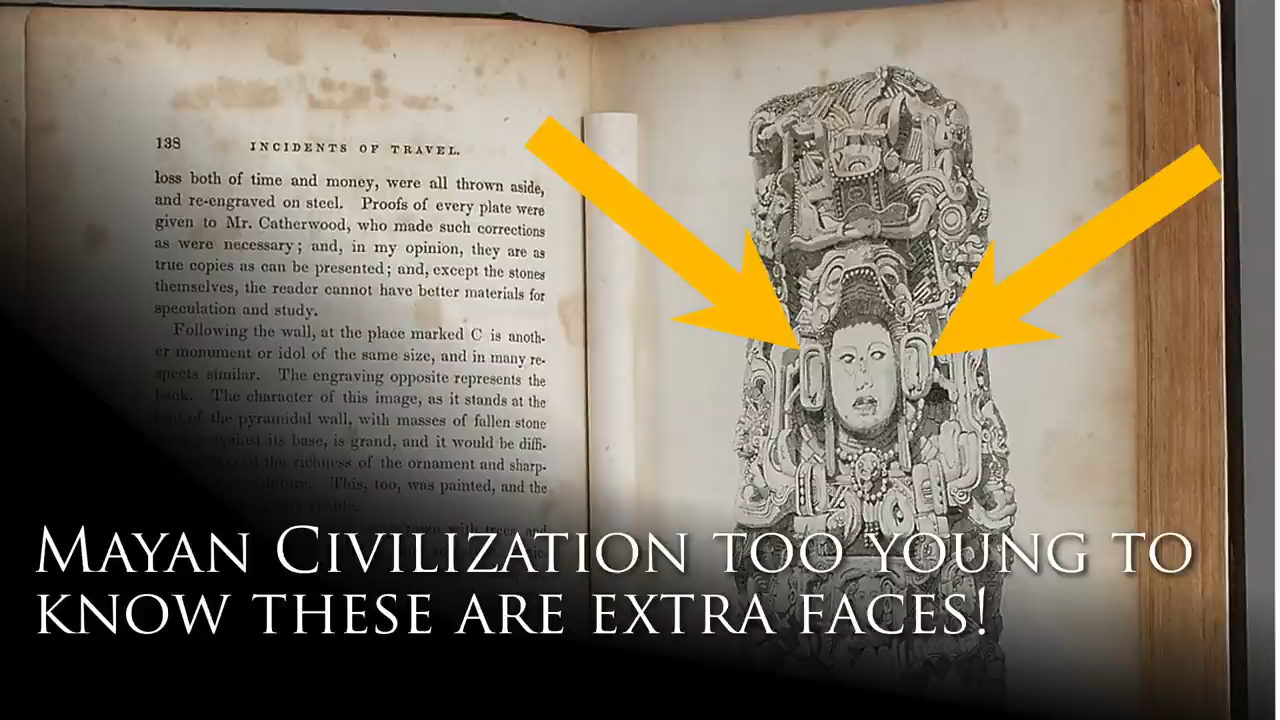 138 INCIDENTS OF TRAVEL.
loss both of time and money, were all thrown aside,
and re-engraved on steel. Proofs of every plate were
given to Mr. Catherwood, who made such corrections
as were necessary; and, in my opinion, they are as
true copies as can be presented; and, except the stones
themselves, the reader cannot have better materials for
speculation and study.
Following the wall, at the place marked C is anoth-
er monument or idol of the same size, and in many re-
spects similar. The engraving opposite represents the
back. The character of this image, as it stands at the
of the pyramidal wall, with masses of fallen stone
against its base, is grand, and it would be diffi-
the richness of the ornament and sharp-
This, too, was painted, and the
with trees and
MAYAN CIVILIZATION TOO YOUNG TO
KNOW THESE ARE EXTRA FACES!